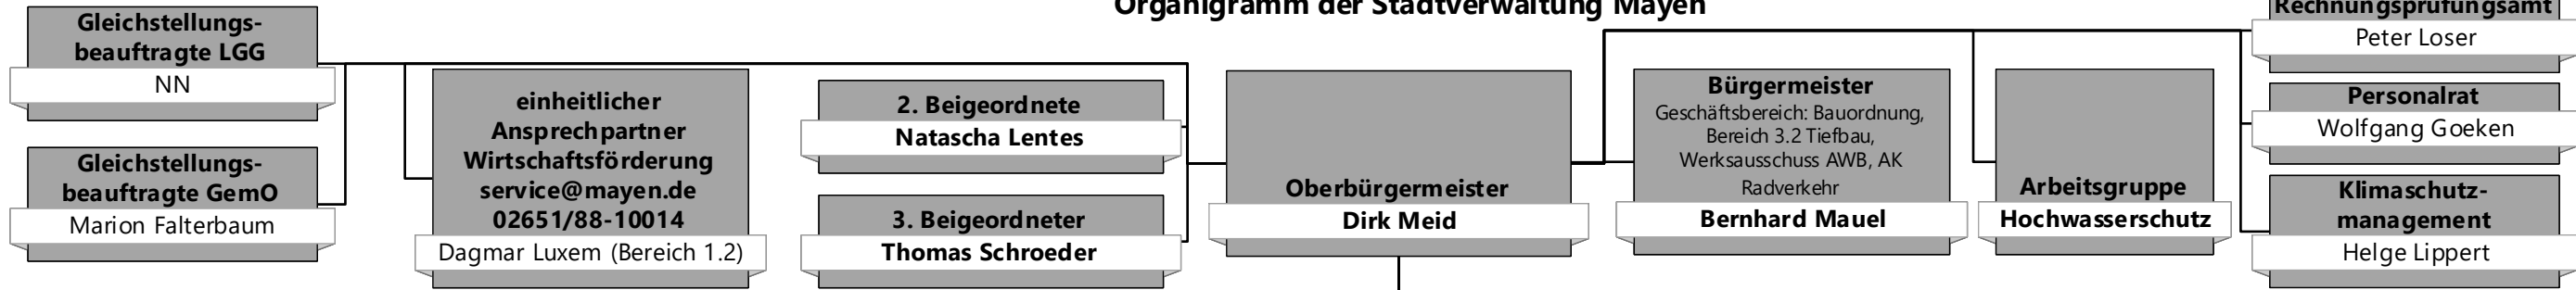 Organigramm der Stadtverwaltung Mayen
Gleichstellungs-
beauftragte LGG
NN
Gleichstellungs-
beauftragte GemO
Marion Falterbaum
einheitlicher
Ansprechpartner
Wirtschaftsförderung
service@mayen.de
02651/88-10014
Dagmar Luxem (Bereich 1.2)
2. Beigeordnete
Natascha Lentes
3. Beigeordneter
Thomas Schroeder
Oberbürgermeister
Dirk Meid
Bürgermeister
Geschäftsbereich: Bauordnung,
Bereich 3.2 Tiefbau,
Werksausschuss AWB, AK
Radverkehr
Bernhard Mauel
Arbeitsgruppe
Hochwasserschutz
Rechnungsprüfungsamt
Peter Loser
Personalrat
Wolfgang Goeken
Klimaschutz-
management
Helge Lippert